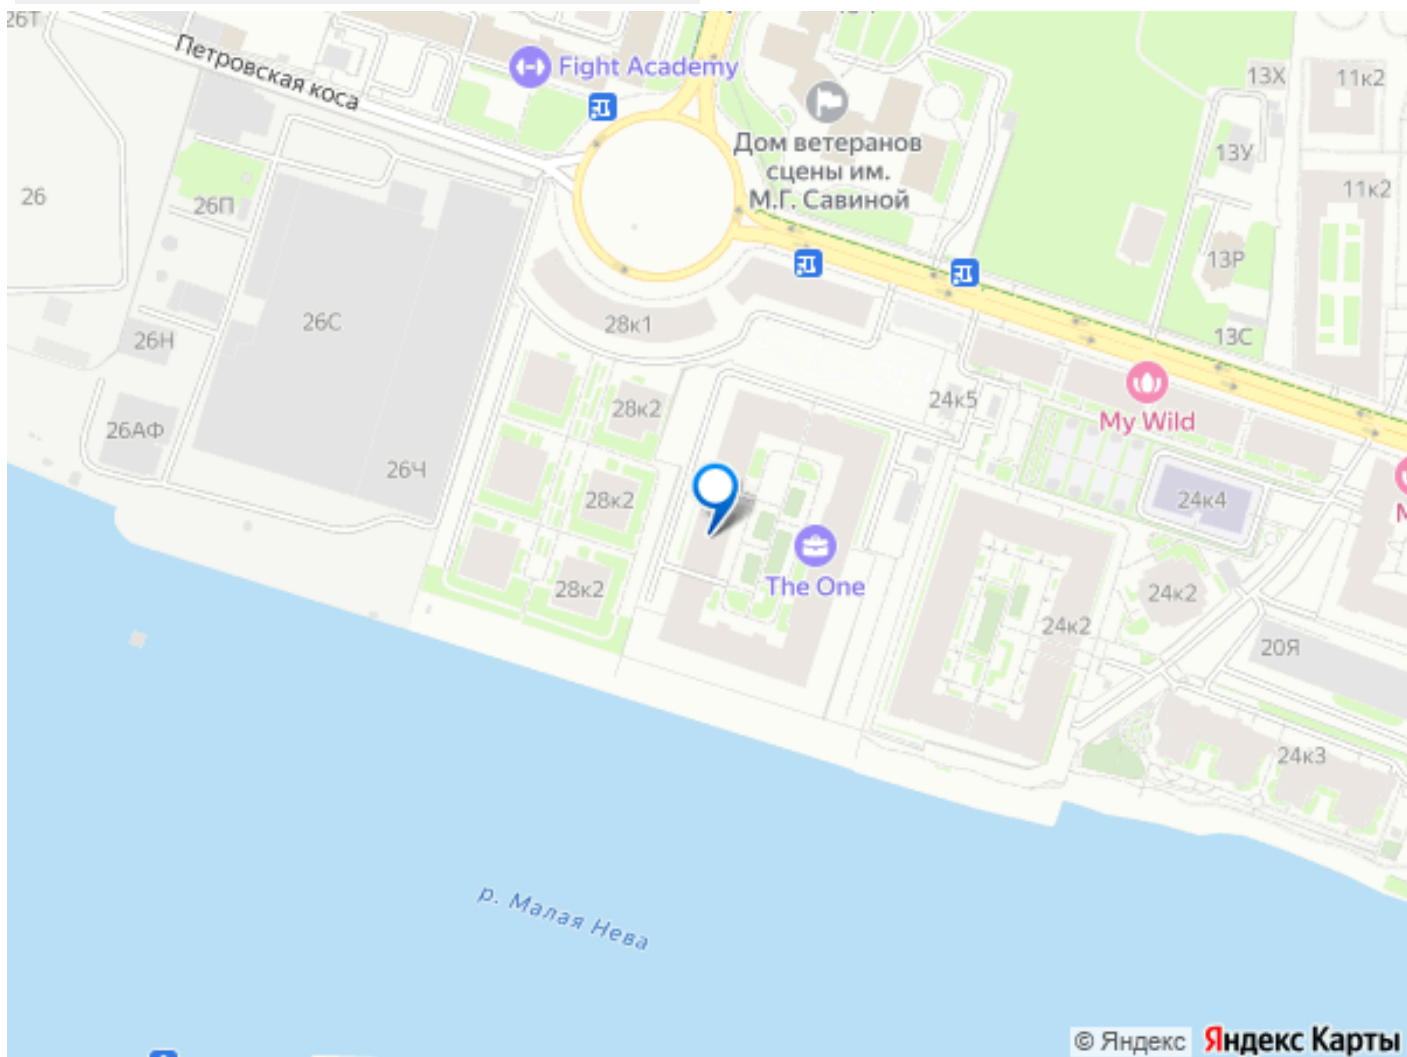 26Т
Петровская коса
Fight Academy
Дом ветеранов
сцены им.
М.Г. Савиной
13Х
11к2
13У
11к2
26
26П
13Р
26С
28к1
13С
26Н
28к2
24к5
My Wild
26АФ
26Ч
28к2
24к4
The One
28к2
24к2
24к2
20Я
24к3
р. Малая Нева
© Яндекс Яндекс Карты